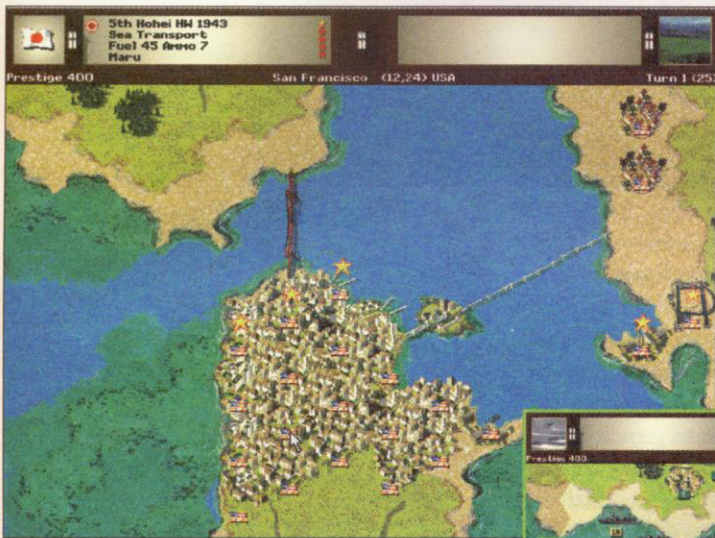 5th Hohei HW 1943
Sea Transport
Fuel 45 Ammo 7
Maru
Prestige 400 San Francisco (12,24) USA Turn 1 (25)
Prestige 400
10